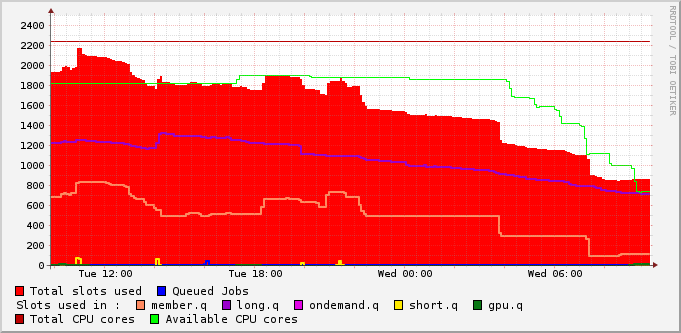 2400
2200
2000
1800
1600
1400
1200
1000
800
600
400
200
0
Tue 12:00 Tue 18:00 Wed 00:00 Wed 06:00
Total slots used Queued Jobs
Slots used in : member.q long.q ondemand.q short.q gpu.q
Total CPU cores Available CPU cores
RRDTOOL / TOBI OETIKER